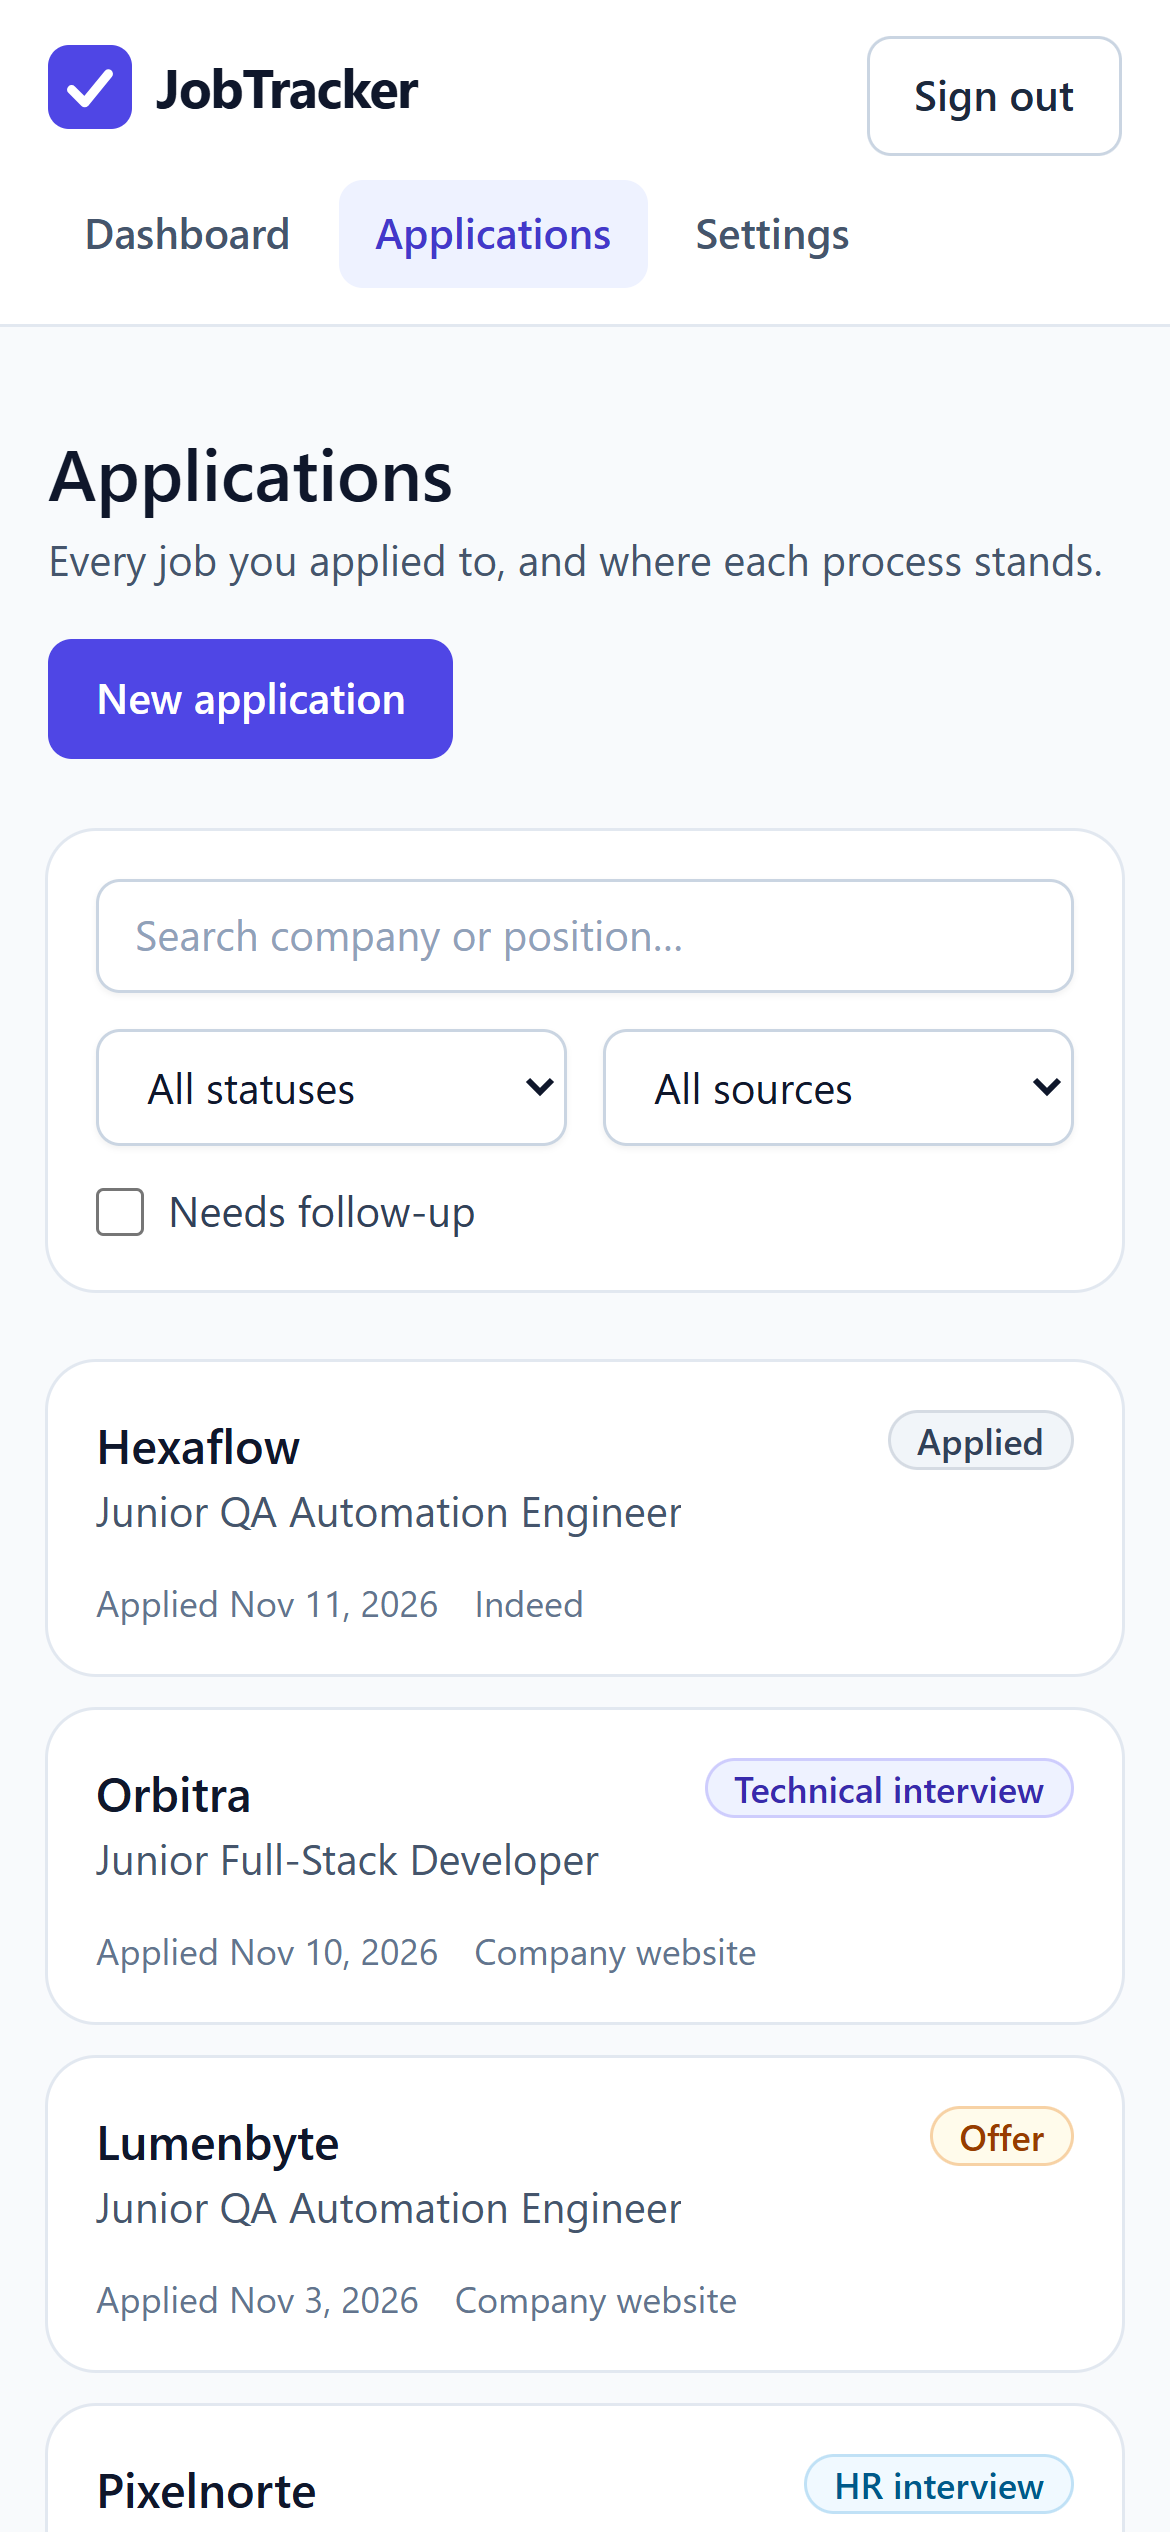 JobTracker
Sign out
Dashboard Applications Settings
Applications
Every job you applied to, and where each process stands.
New application
Search company or position...
All statuses
All sources
Needs follow-up
Hexaflow
Applied
Junior QA Automation Engineer
Applied Nov 11, 2026 Indeed
Orbitra
Technical interview
Junior Full-Stack Developer
Applied Nov 10, 2026 Company website
Lumenbyte
Offer
Junior QA Automation Engineer
Applied Nov 3, 2026 Company website
Pixelnorte
HR interview